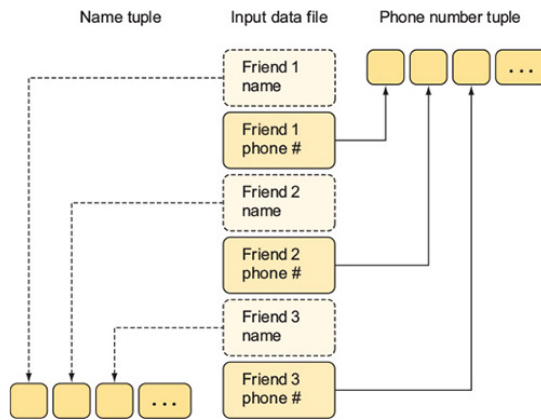 Name tuple
Input data file
Phone number tuple
Friend 1
name
Friend 1
phone #
Friend 2
name
Friend 2
phone #
Friend 3
name
Friend 3
phone #
...
...